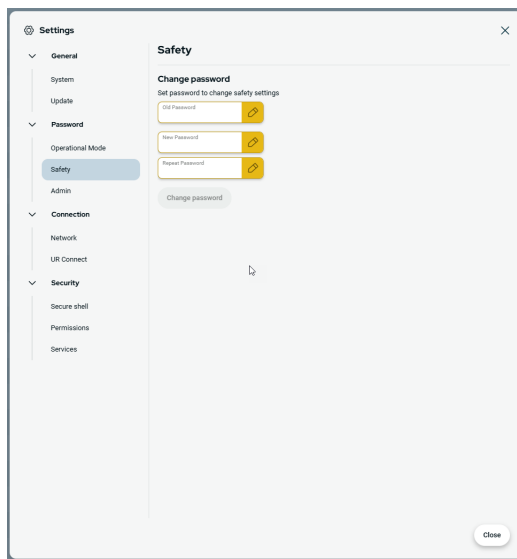 Settings
General
System
Update
Password
Operational Mode
Safety
Admin
Connection
Network
UR Connect
Security
Secure shell
Permissions
Services
Safety
Change password
Set password to change safety settings
Old Password
New Password
Repeat Password
Change password
Close